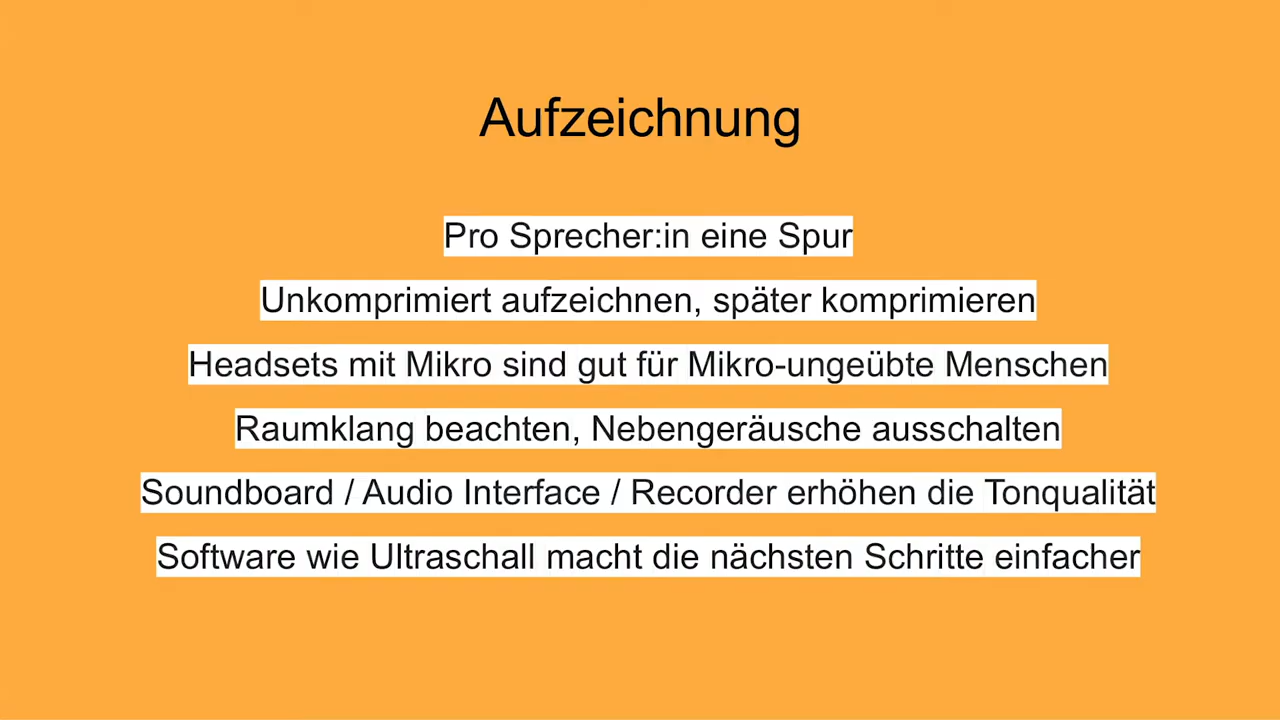 Aufzeichnung
Pro Sprecher:in eine Spur
Unkomprimiert aufzeichnen, später komprimieren
Headsets mit Mikro sind gut für Mikro-ungeübte Menschen
Raumklang beachten, Nebengeräusche ausschalten
Soundboard / Audio Interface / Recorder erhöhen die Tonqualität
Software wie Ultraschall macht die nächsten Schritte einfacher